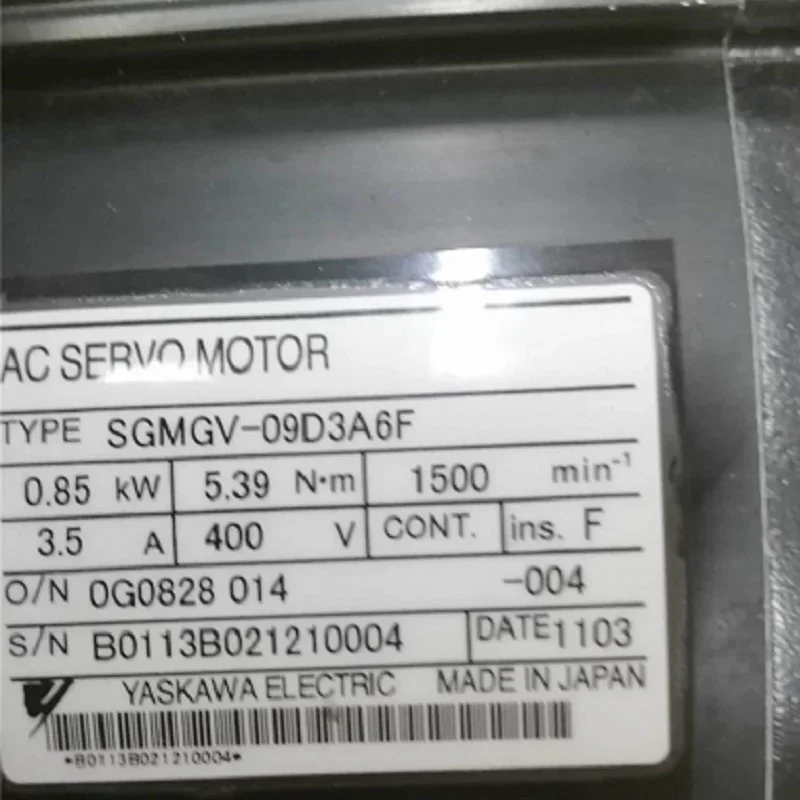 AC SERVO MOTOR
TYPE SGMGV-09D3A6F
0.85 kW 5.39 N·m 1500 min⁻¹
3.5 A 400 V CONT. ins. F
O/N 0G0828 014 -004
S/N B0113B021210004 DATE 1103
YASKAWA ELECTRIC MADE IN JAPAN
*B0113B021210004*